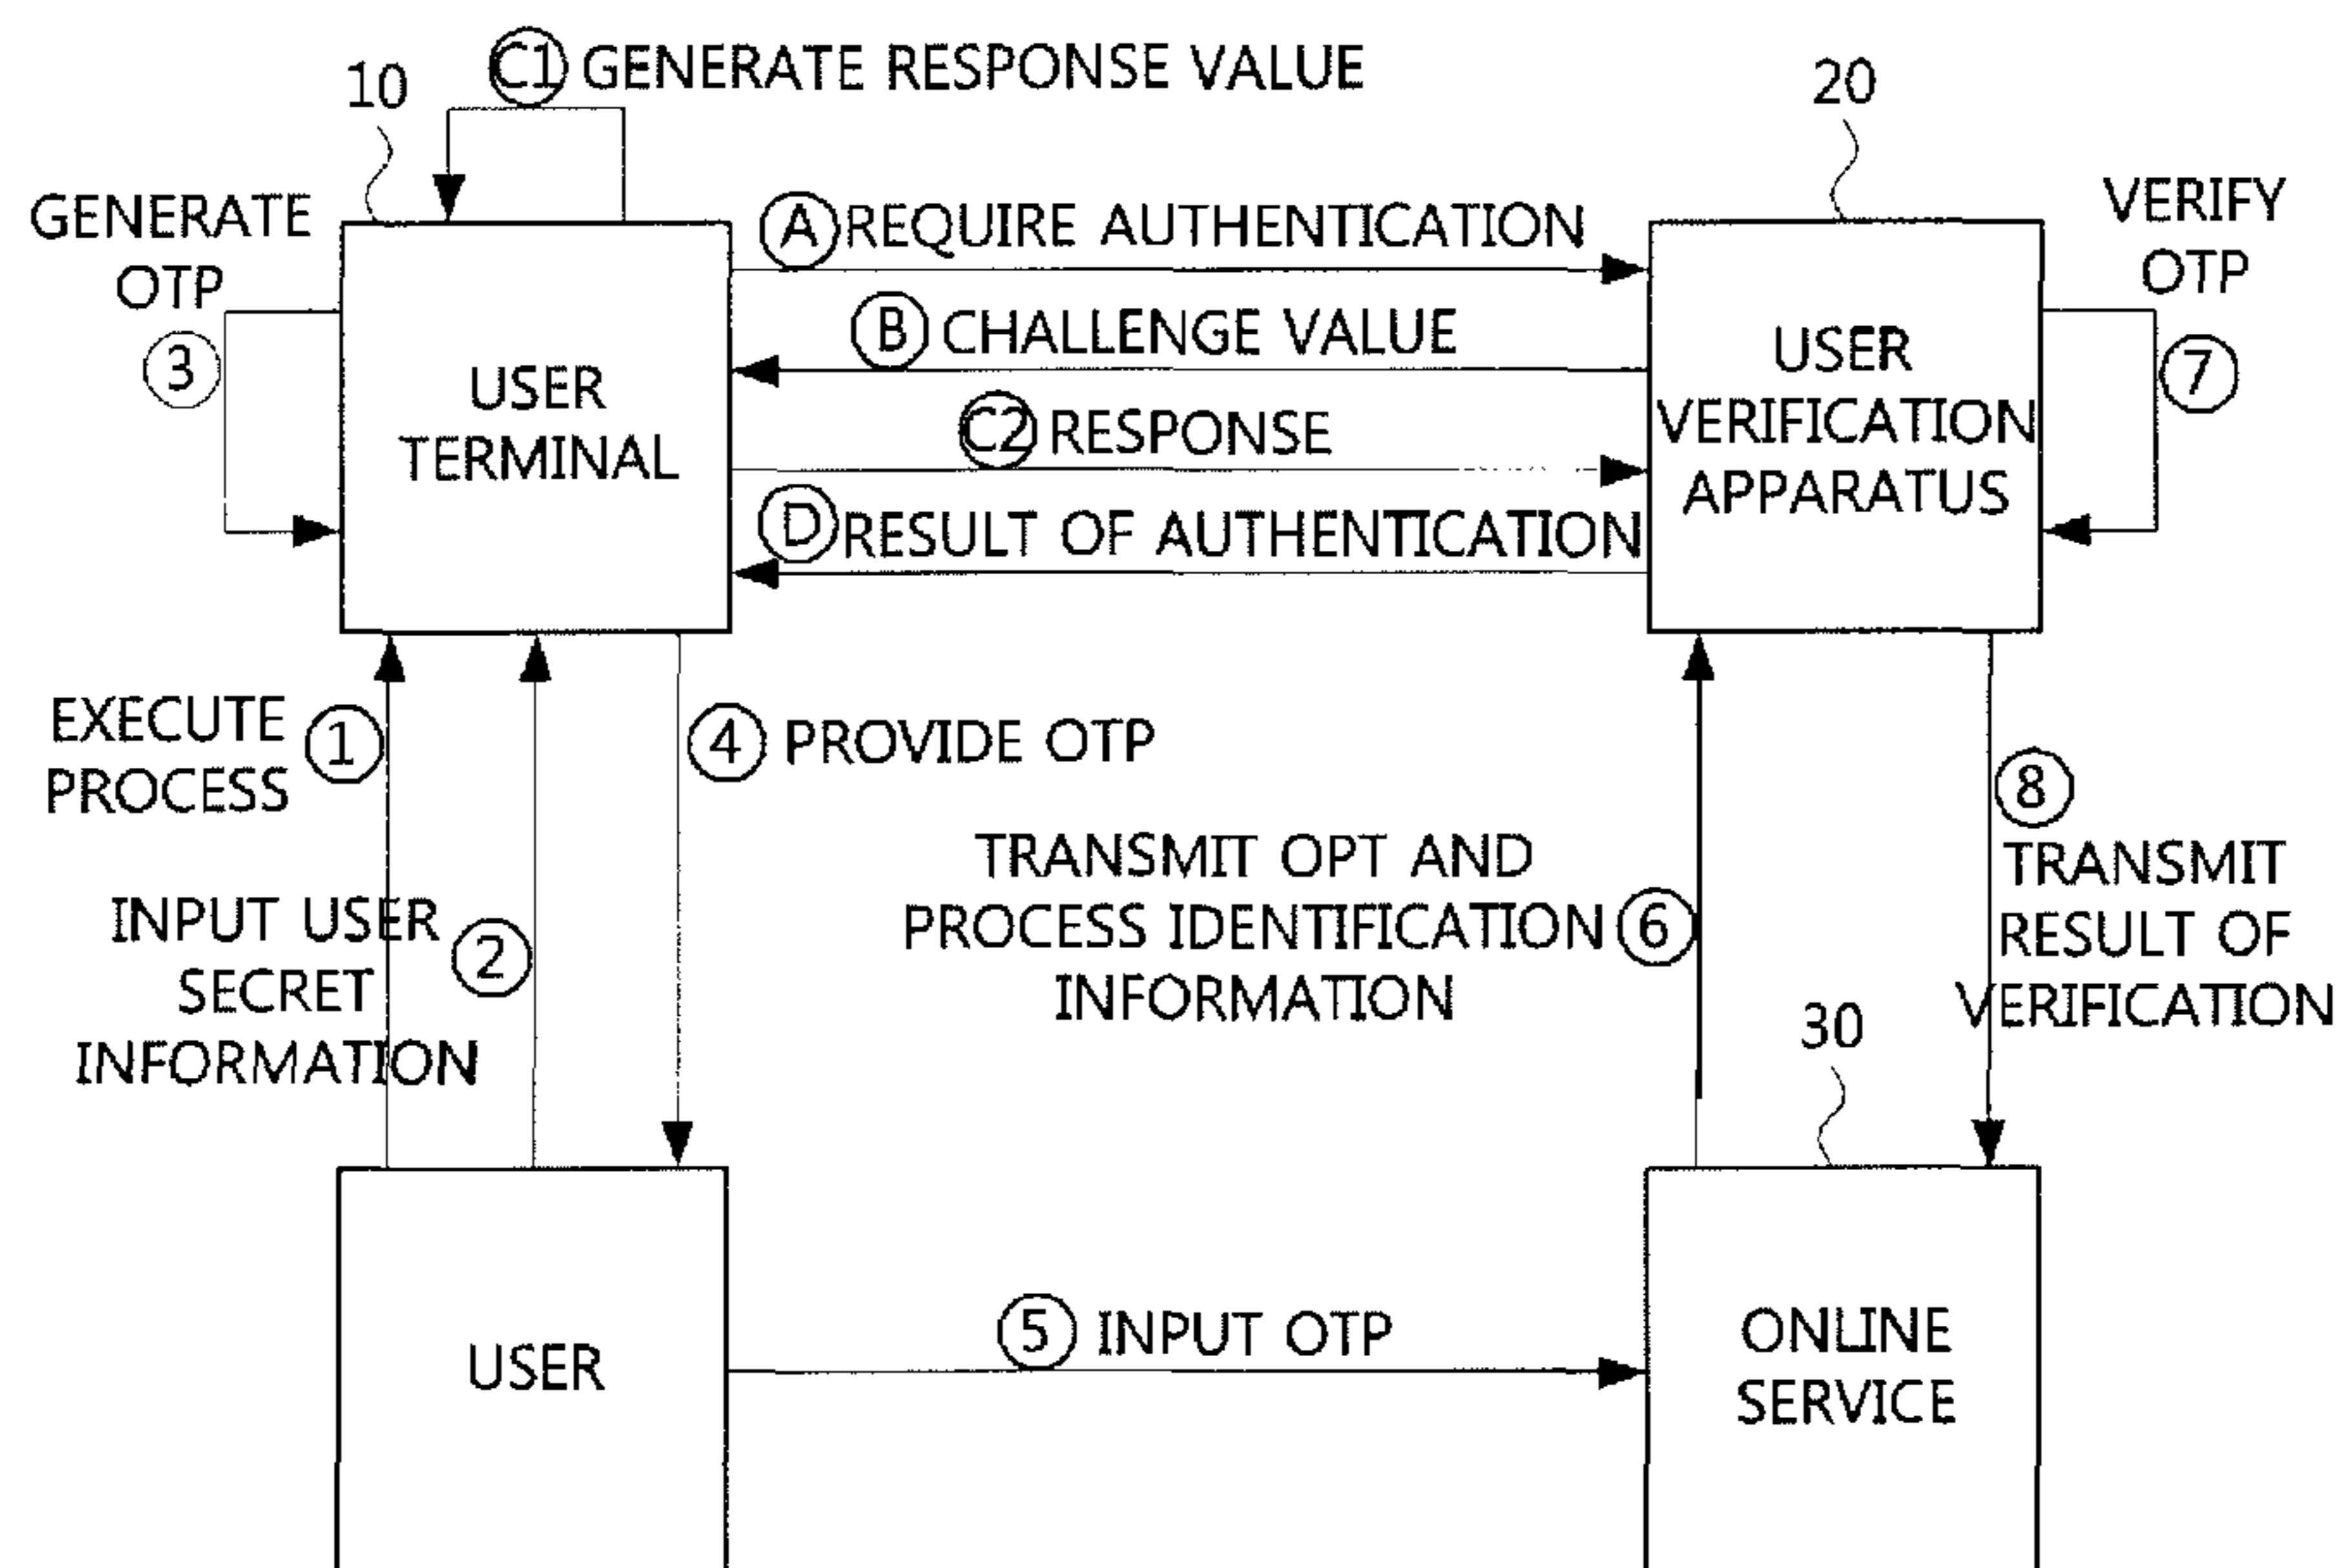 C1 GENERATE RESPONSE VALUE
10
20
GENERATE
OTP
3
USER
TERMINAL
A REQUIRE AUTHENTICATION
B CHALLENGE VALUE
C2 RESPONSE
D RESULT OF AUTHENTICATION
USER
VERIFICATION
APPARATUS
VERIFY
OTP
7
EXECUTE
PROCESS
1
INPUT USER
SECRET
INFORMATION
2
4 PROVIDE OTP
TRANSMIT OPT AND
PROCESS IDENTIFICATION
INFORMATION
6
8
TRANSMIT
RESULT OF
VERIFICATION
30
USER
5 INPUT OTP
ONLINE
SERVICE